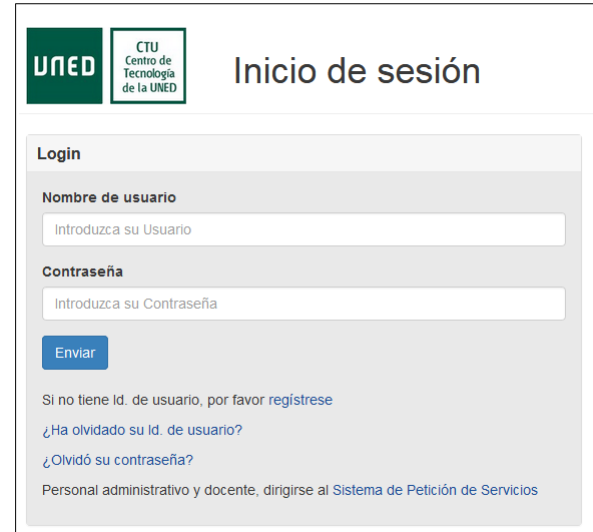 UNED
CTU
Centro de
Tecnología
de la UNED
Inicio de sesión
Login
Nombre de usuario
Introduzca su Usuario
Contraseña
Introduzca su Contraseña
Enviar
Si no tiene Id. de usuario, por favor regístrese
¿Ha olvidado su Id. de usuario?
¿Olvidó su contraseña?
Personal administrativo y docente, dirigirse al Sistema de Petición de Servicios